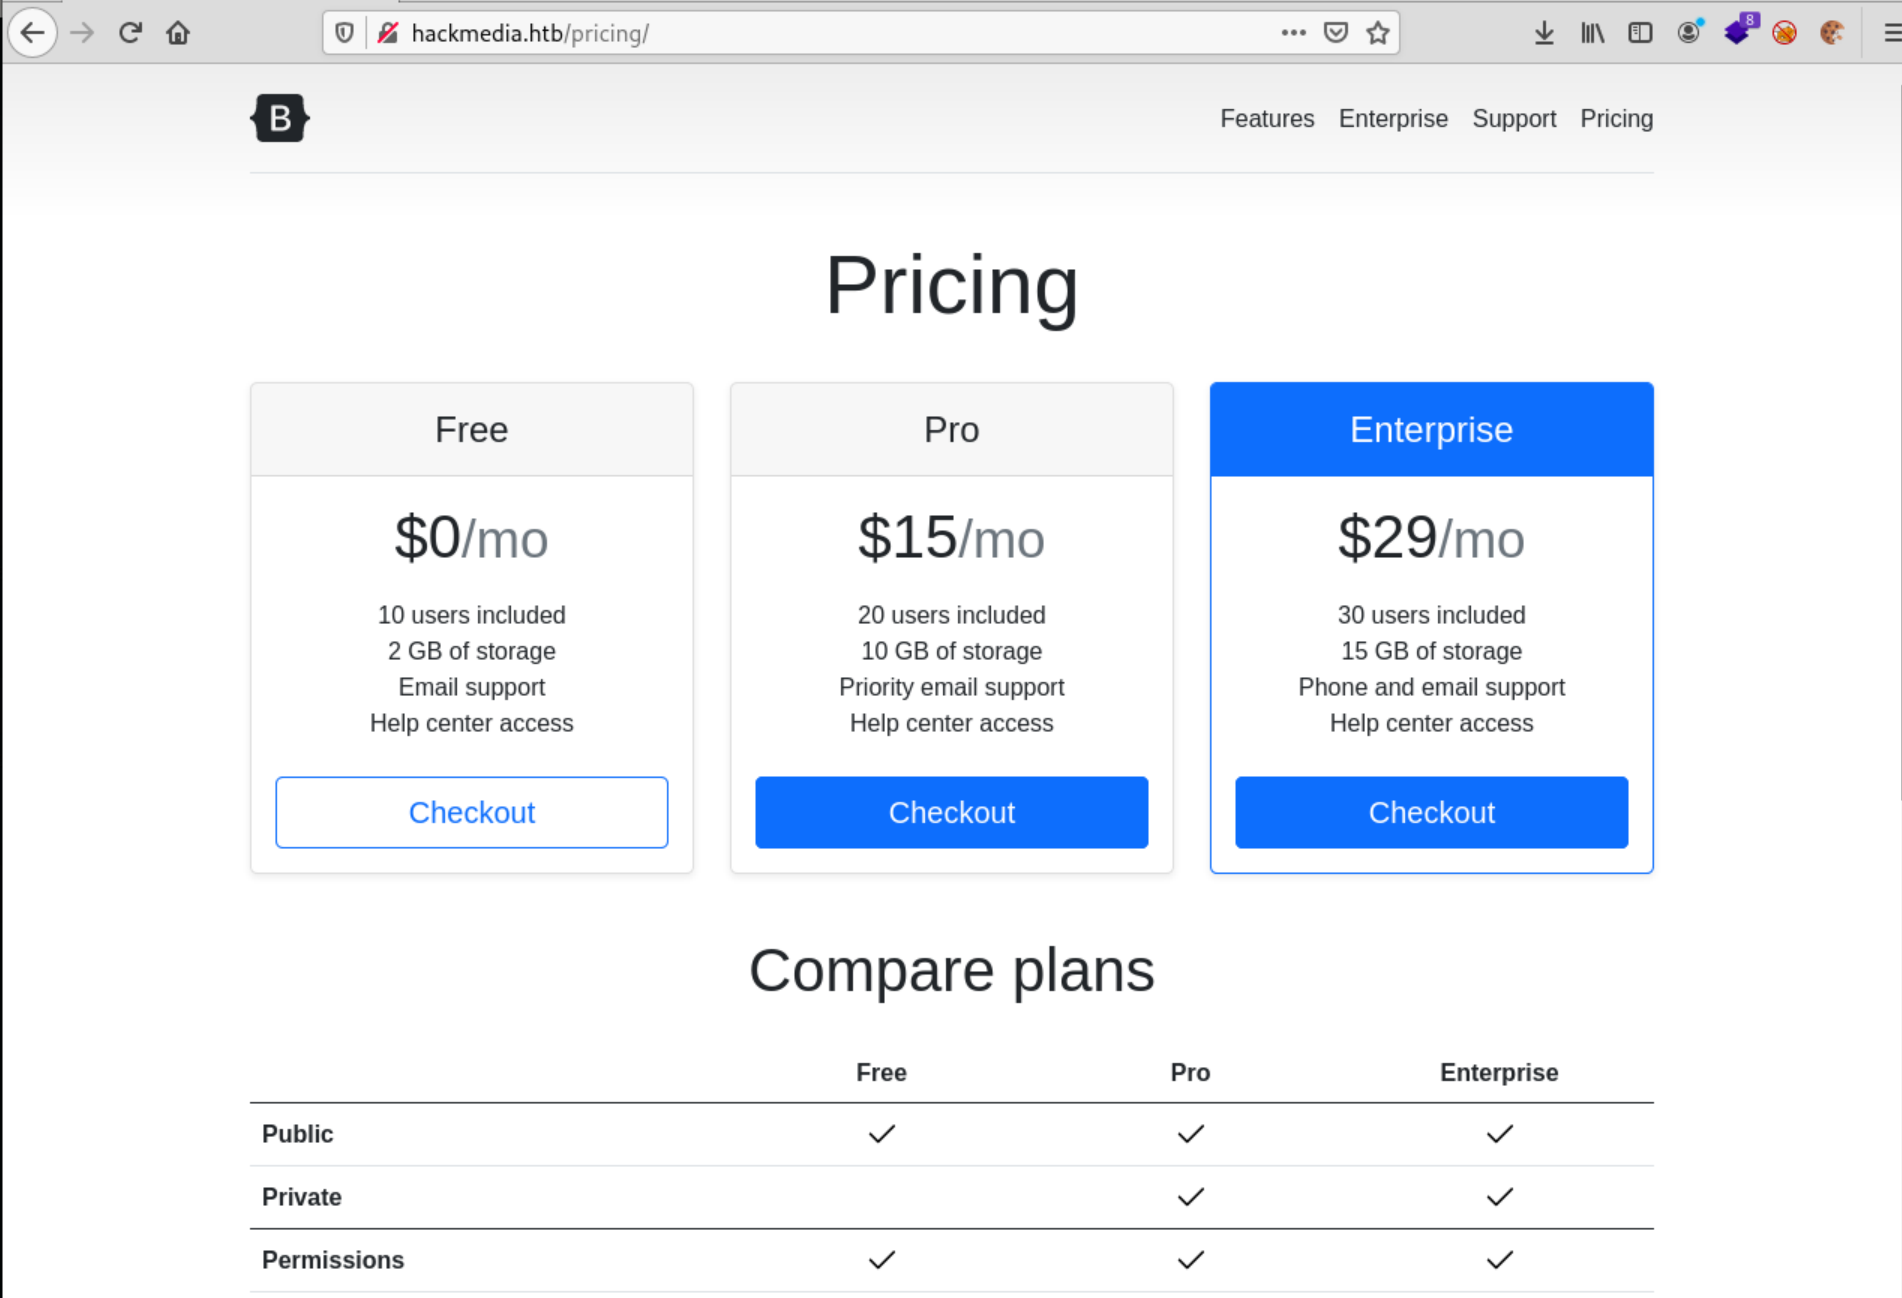 hackmedia.htb/pricing/
8
B
Features Enterprise Support Pricing
Pricing
Free
$0/mo
10 users included
2 GB of storage
Email support
Help center access
Checkout
Pro
$15/mo
20 users included
10 GB of storage
Priority email support
Help center access
Checkout
Enterprise
$29/mo
30 users included
15 GB of storage
Phone and email support
Help center access
Checkout
Compare plans
Free Pro Enterprise
Public
Private
Permissions